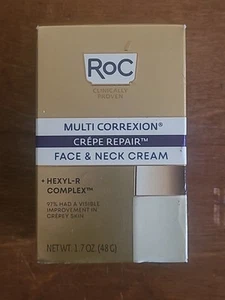 RoC
CLINICALLY
PROVEN
MULTI CORREXION®
CRÊPE REPAIR™
FACE & NECK CREAM
• HEXYL-R
COMPLEX™
97% HAD A VISIBLE
IMPROVEMENT IN
CREPEY SKIN
NET WT. 1.7 OZ. (48 G)